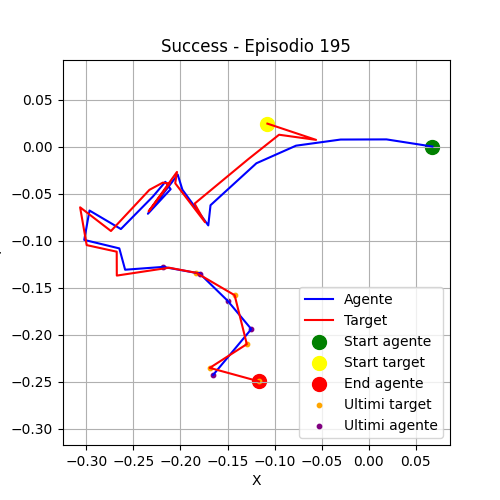 Success - Episodio 195
0.05
0.00
−0.05
−0.10
−0.15
−0.20
−0.25
−0.30
Agente
Target
Start agente
Start target
End agente
Ultimi target
Ultimi agente
−0.30 −0.25 −0.20 −0.15 −0.10 −0.05 0.00 0.05
X